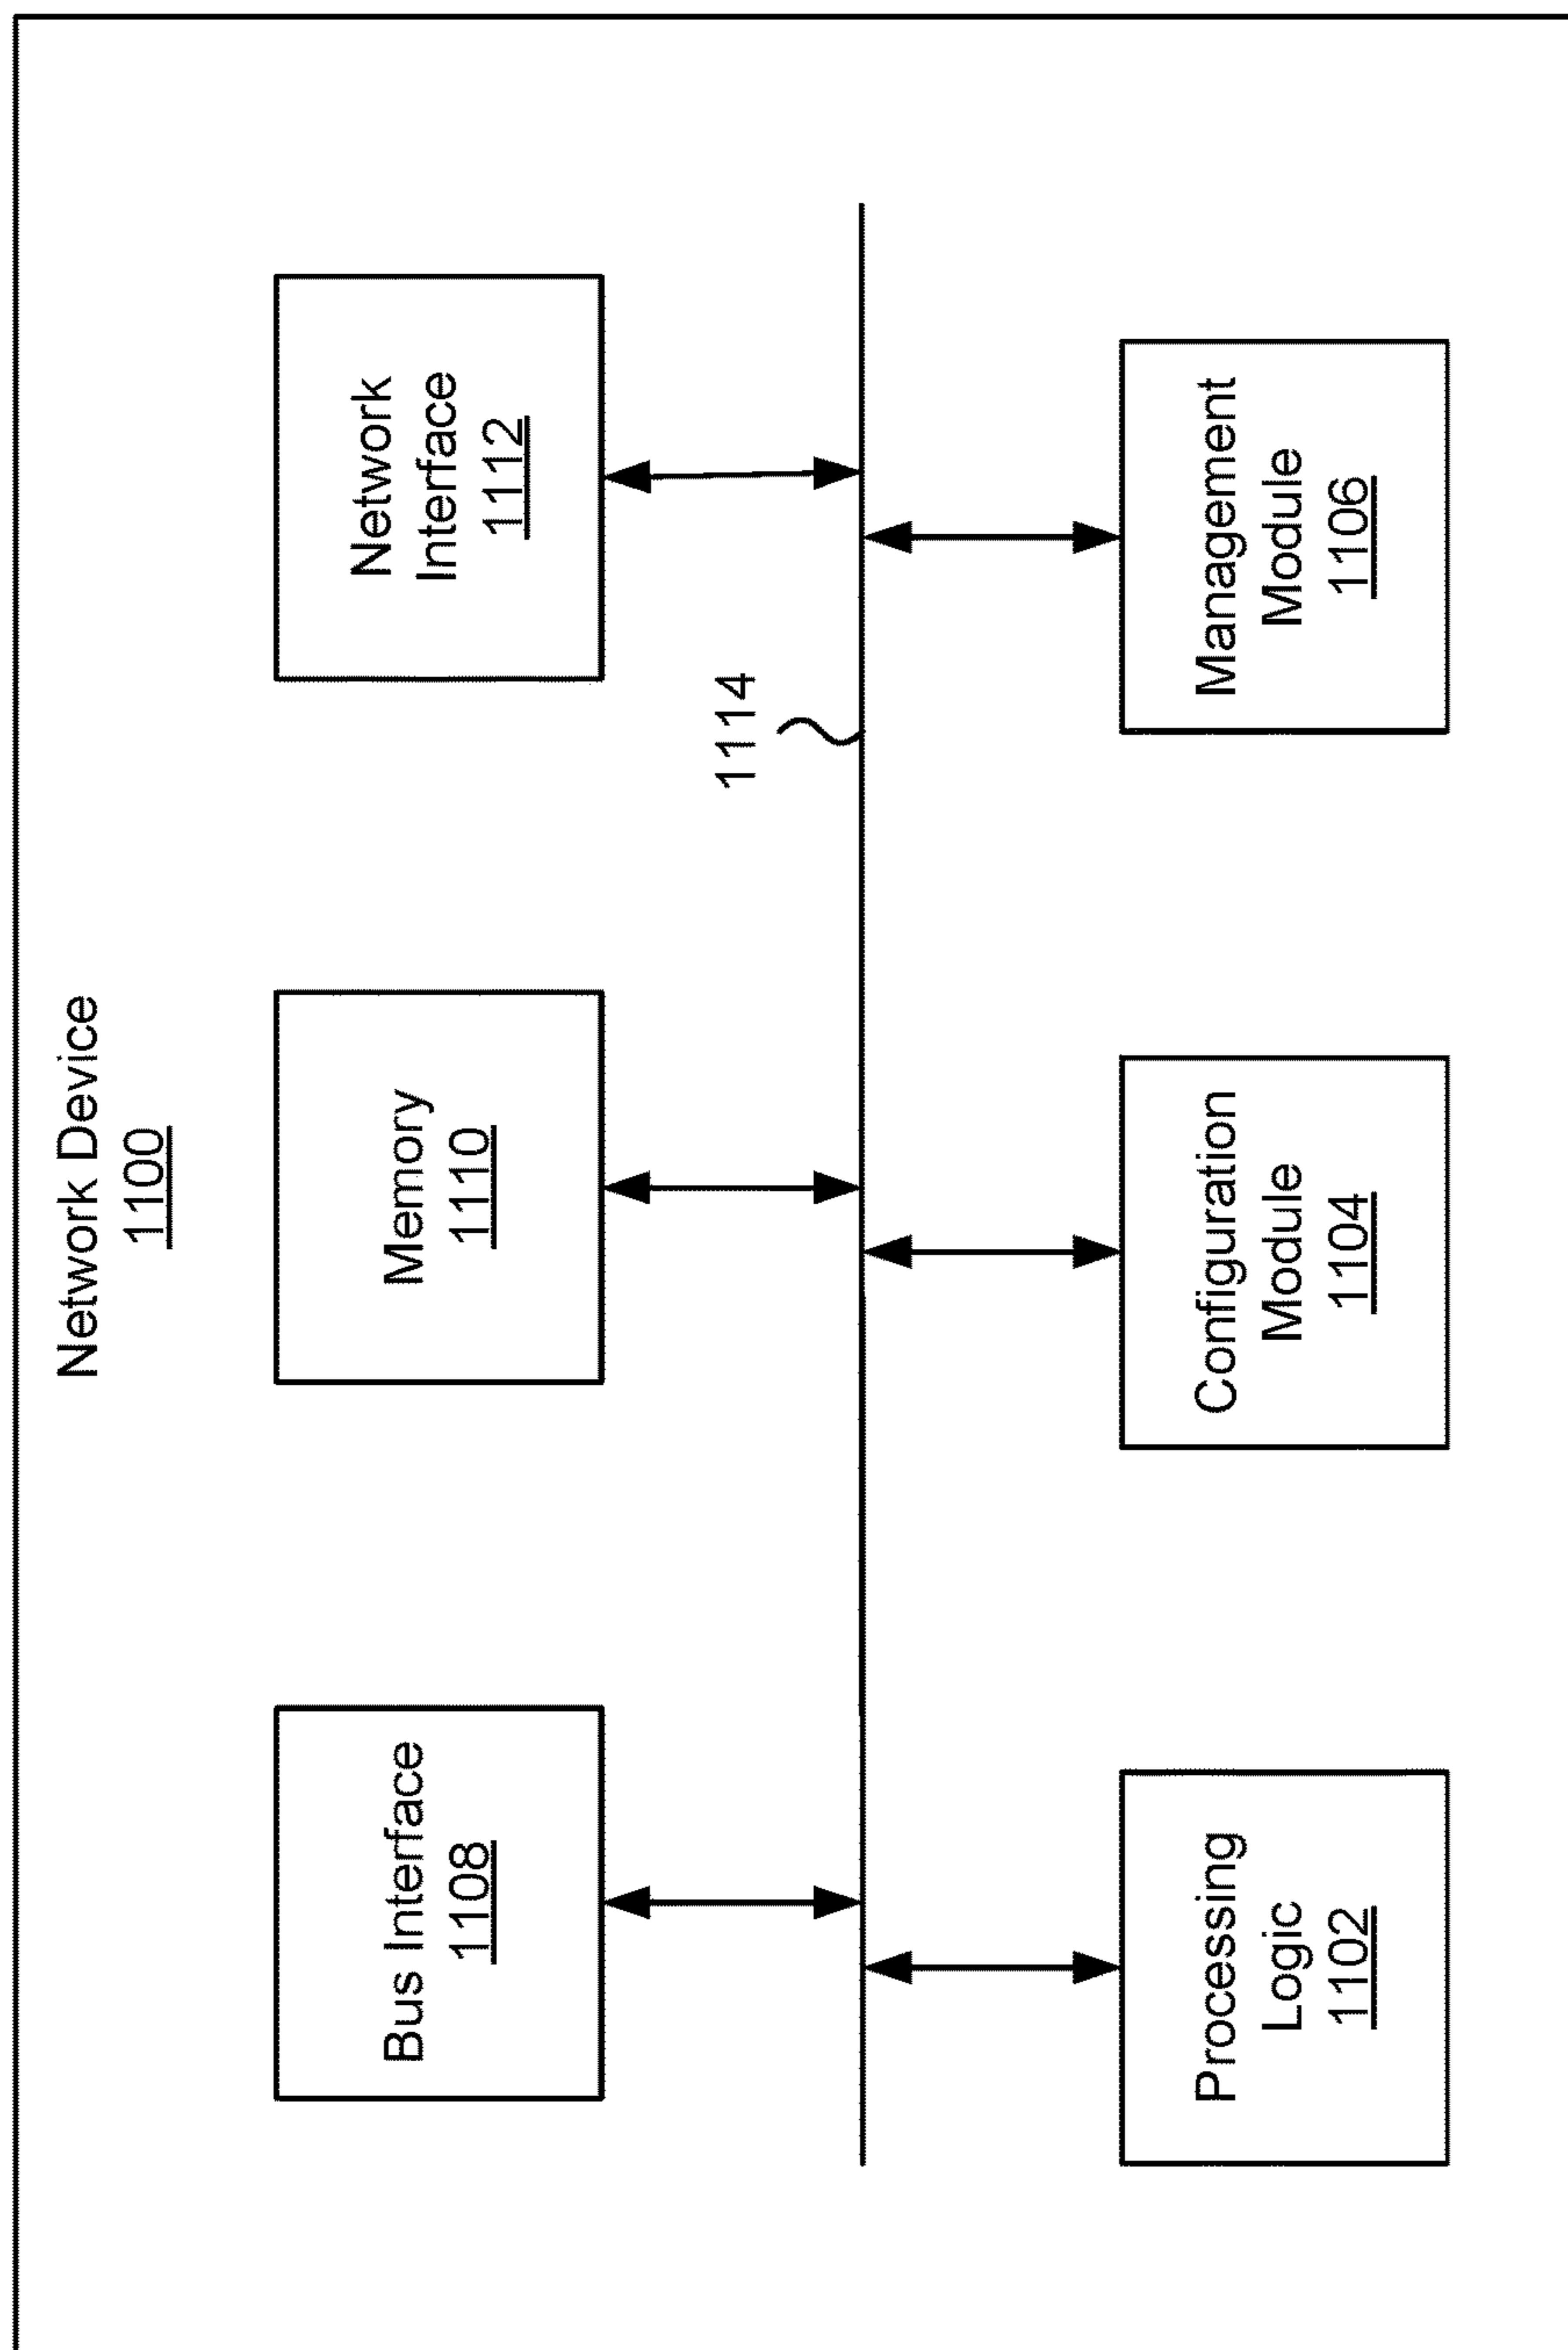 Network Device
1100
Bus Interface
1108
Memory
1110
Network
Interface
1112
1114
Processing
Logic
1102
Configuration
Module
1104
Management
Module
1106